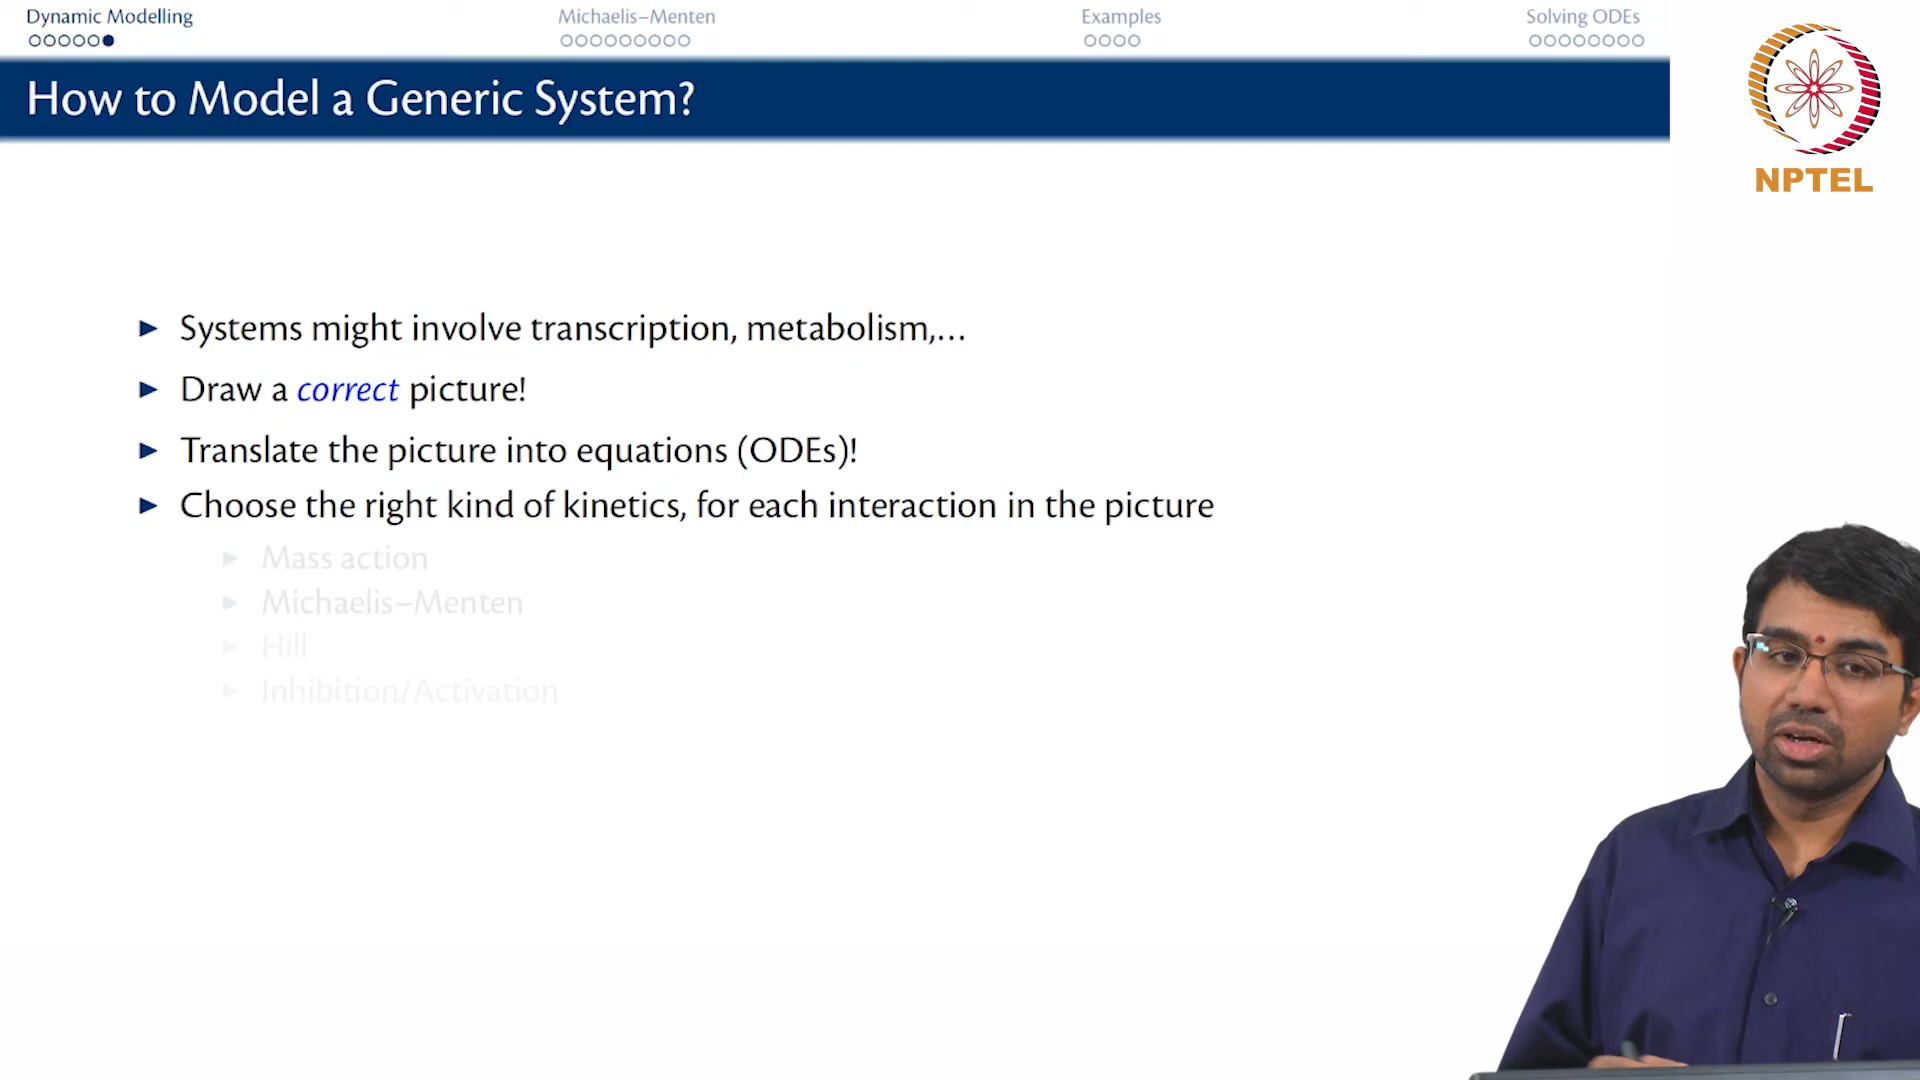 Dynamic Modelling
Michaelis–Menten
Examples
Solving ODEs
How to Model a Generic System?
NPTEL
Systems might involve transcription, metabolism,...
Draw a correct picture!
Translate the picture into equations (ODEs)!
Choose the right kind of kinetics, for each interaction in the picture
Mass action
Michaelis–Menten
Hill
Inhibition/Activation